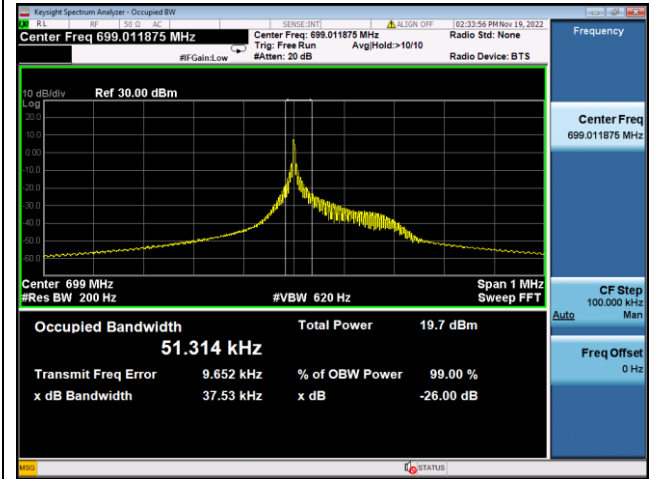 Keysight Spectrum Analyzer - Occupied BW
RL RF 50 Ω AC SENSE:INT ALIGN OFF 02:33:56 PM Nov 19, 2022
Center Freq 699.011875 MHz
Center Freq: 699.011875 MHz
Radio Std: None
Trig: Free Run Avg|Hold:>10/10
#IFGain:Low #Atten: 20 dB Radio Device: BTS
Frequency
10 dB/div Ref 30.00 dBm
Log
20.0
10.0
0.00
-10.0
-20.0
-30.0
-40.0
-50.0
-60.0
Center 699 MHz Span 1 MHz
#Res BW 200 Hz #VBW 620 Hz Sweep FFT
Center Freq
699.011875 MHz
CF Step
100.000 kHz
Auto Man
Freq Offset
0 Hz
Occupied Bandwidth Total Power 19.7 dBm
51.314 kHz
Transmit Freq Error 9.652 kHz % of OBW Power 99.00 %
x dB Bandwidth 37.53 kHz x dB -26.00 dB
MSG STATUS